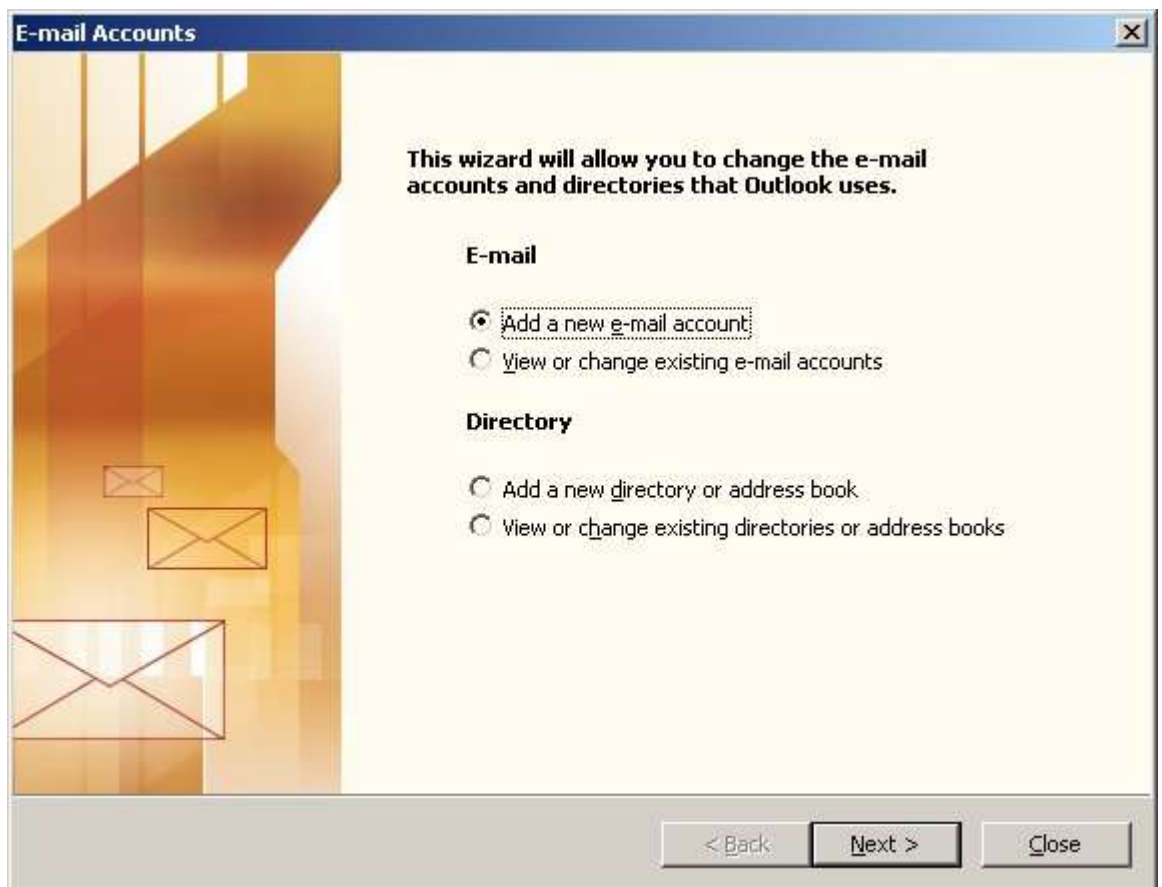 E-mail Accounts
This wizard will allow you to change the e-mail
accounts and directories that Outlook uses.
E-mail
Add a new e-mail account
View or change existing e-mail accounts
Directory
Add a new directory or address book
View or change existing directories or address books
< Back Next > Close